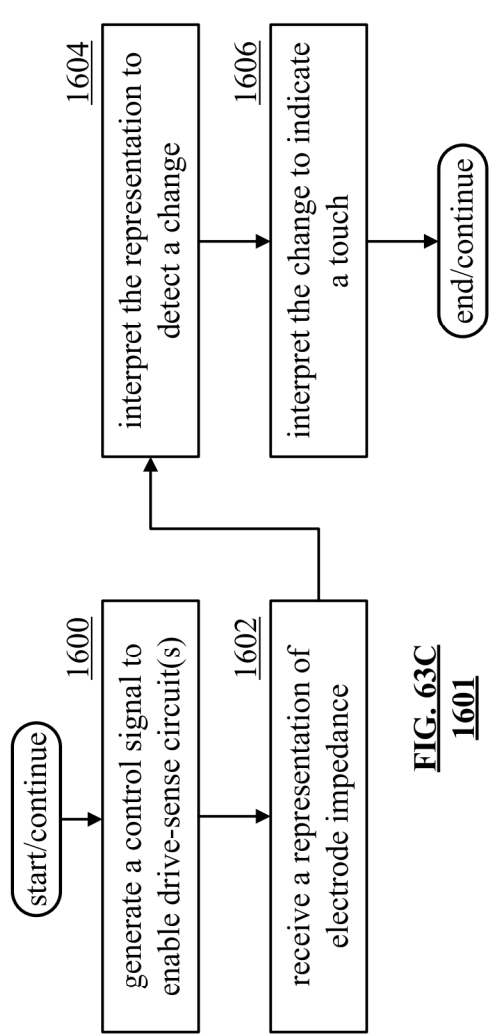 start/continue
1600
generate a control signal to
enable drive-sense circuit(s)
1602
receive a representation of
electrode impedance
1604
interpret the representation to
detect a change
1606
interpret the change to indicate
a touch
end/continue
FIG. 63C
1601